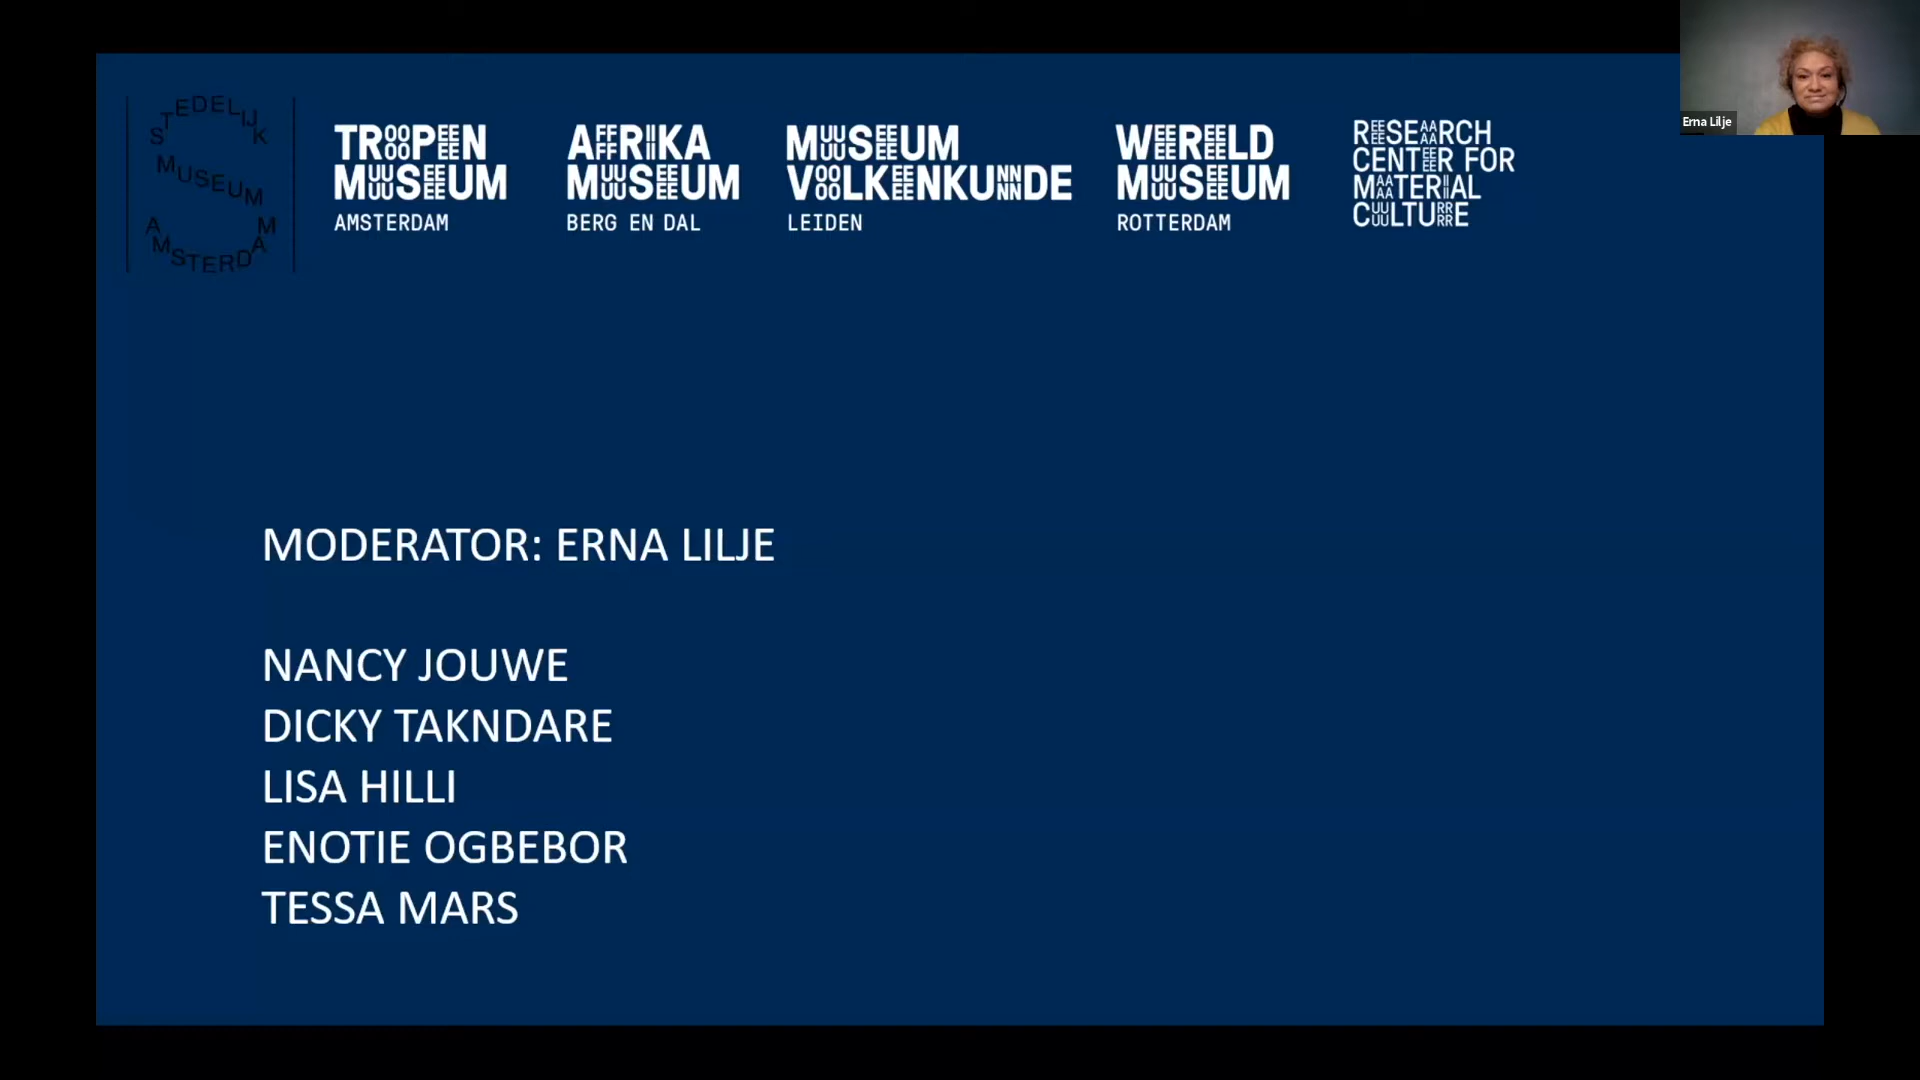 STEDELIJK
MUSEUM
AMSTERDAM
TROPEN
MUSEUM
AMSTERDAM
AFRIKA
MUSEUM
BERG EN DAL
MUSEUM
VOLKENKUNDE
LEIDEN
WERELD
MUSEUM
ROTTERDAM
RESEARCH
CENTER FOR
MATERIAL
CULTURE
Erna Lilje
MODERATOR: ERNA LILJE
NANCY JOUWE
DICKY TAKNDARE
LISA HILLI
ENOTIE OGBEBOR
TESSA MARS